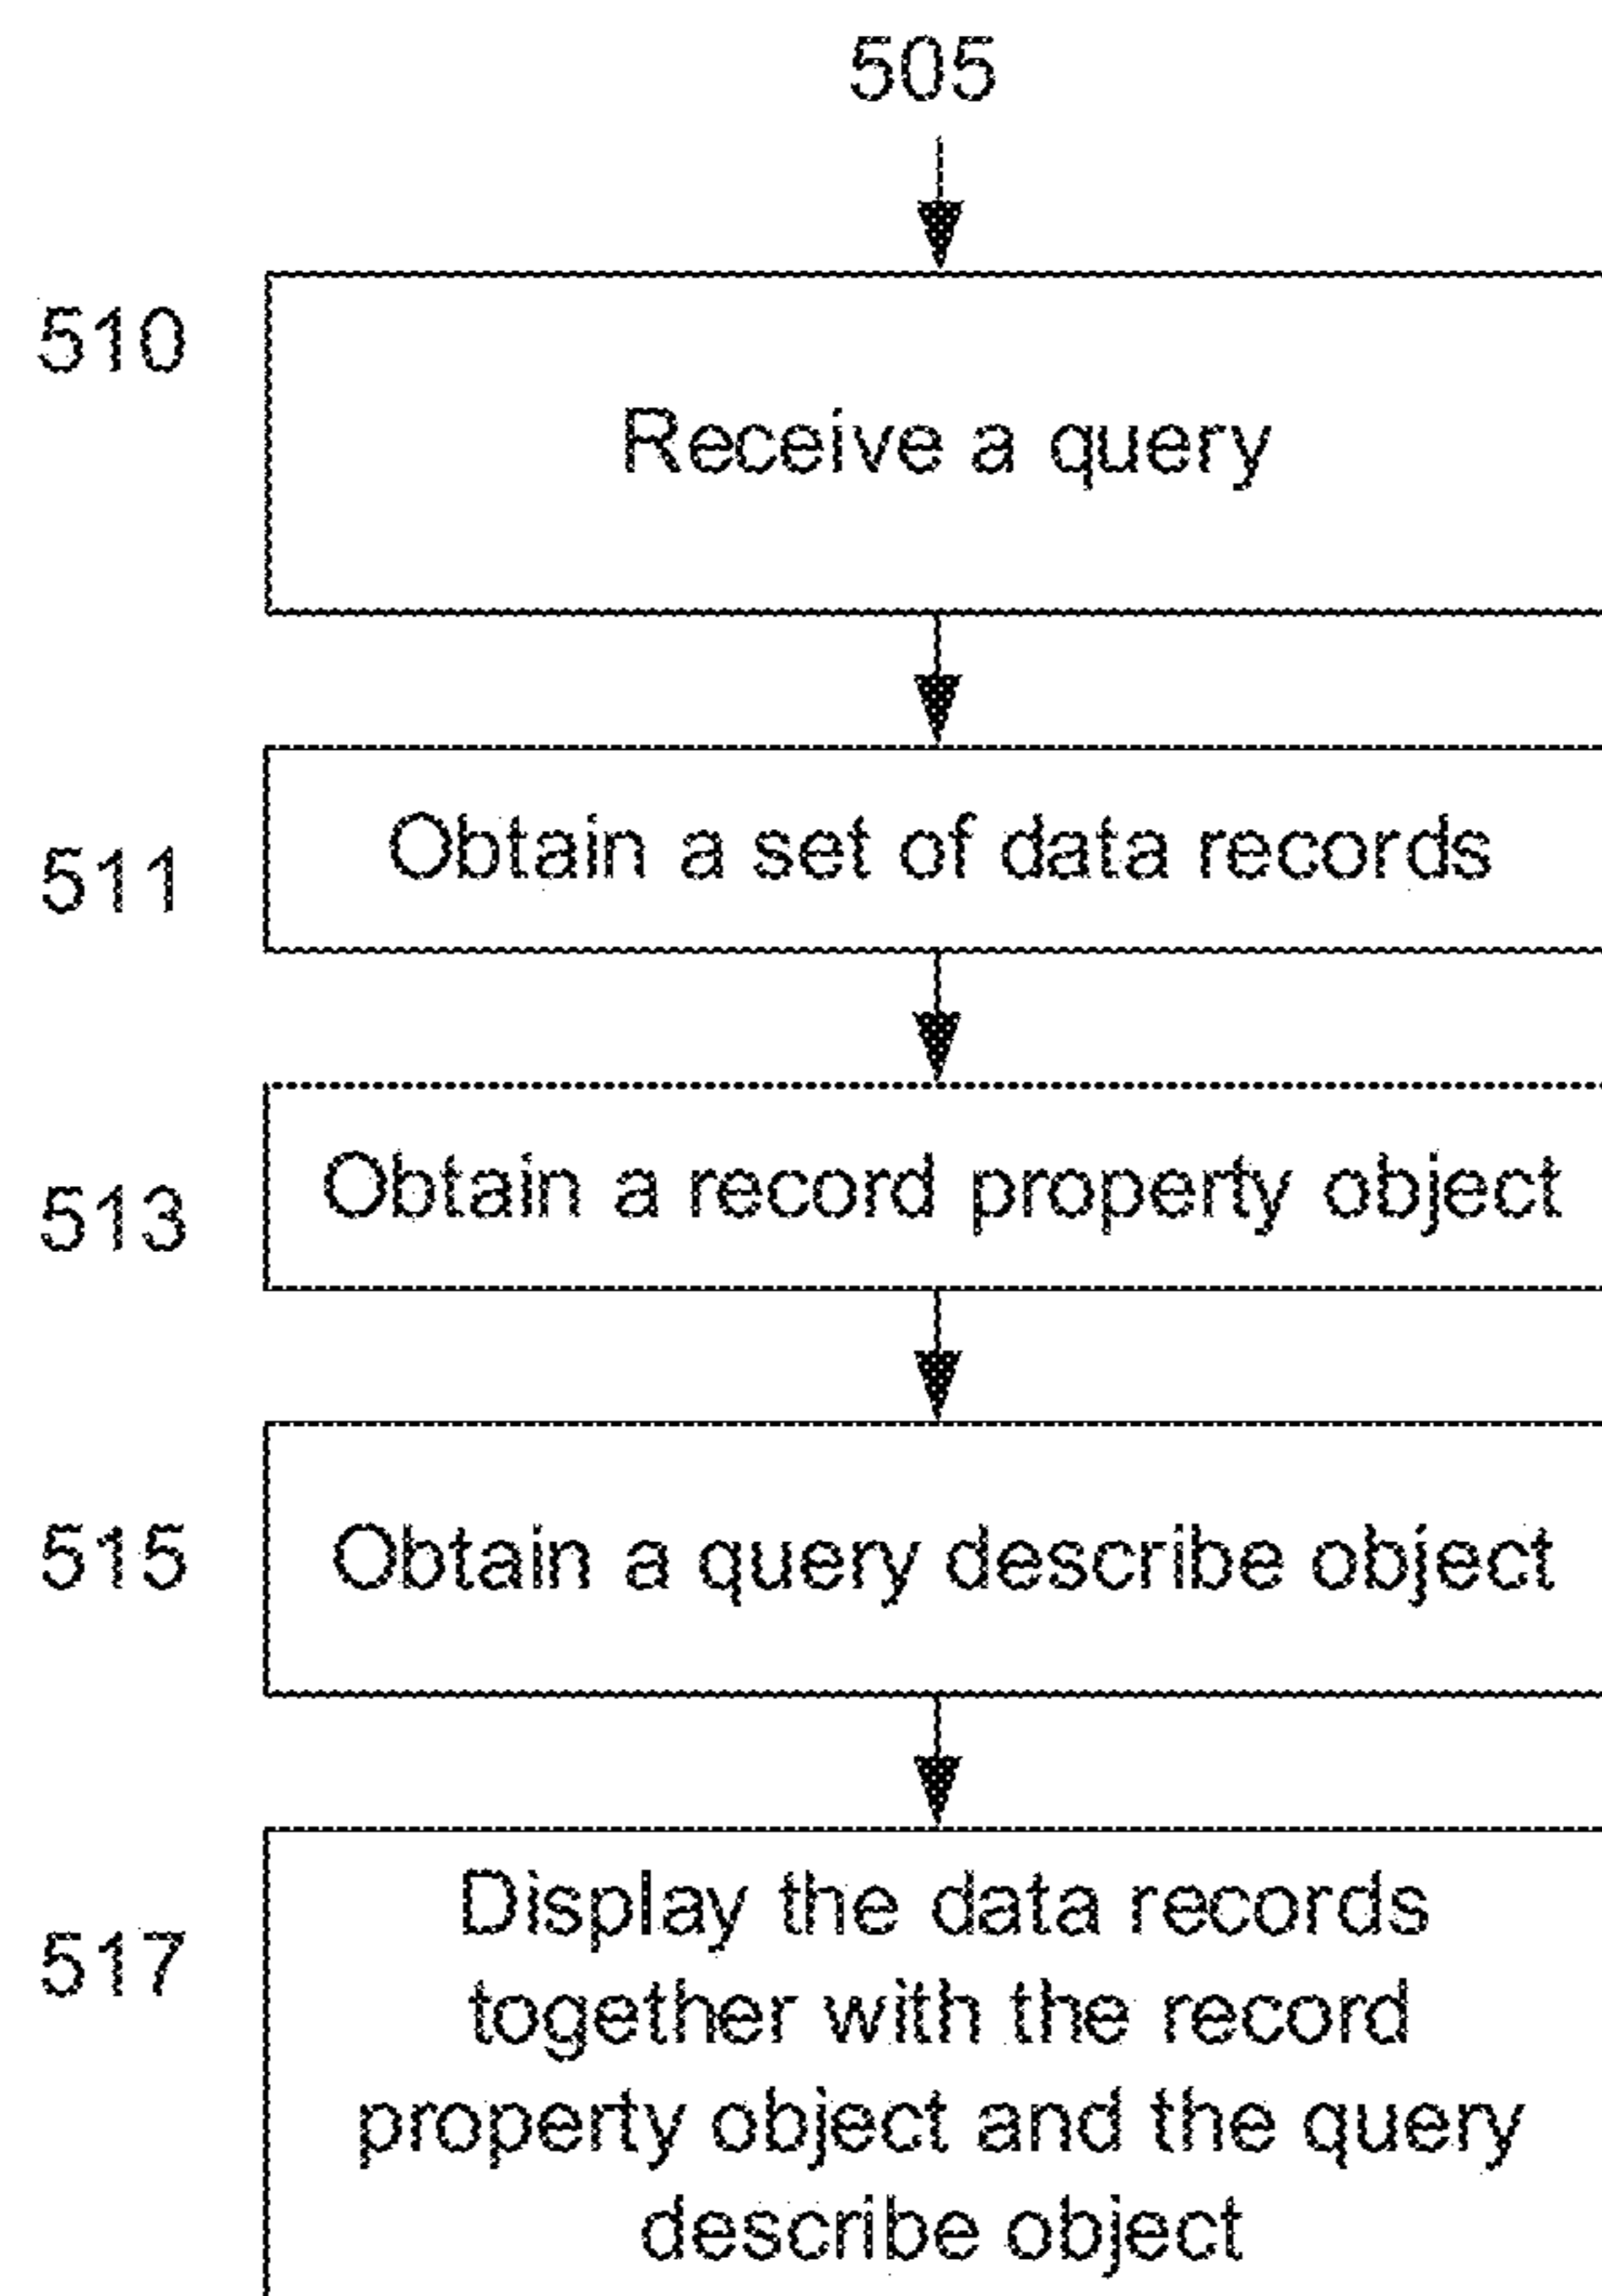 505
510
Receive a query
511
Obtain a set of data records
513
Obtain a record property object
515
Obtain a query describe object
517
Display the data records
together with the record
property object and the query
describe object